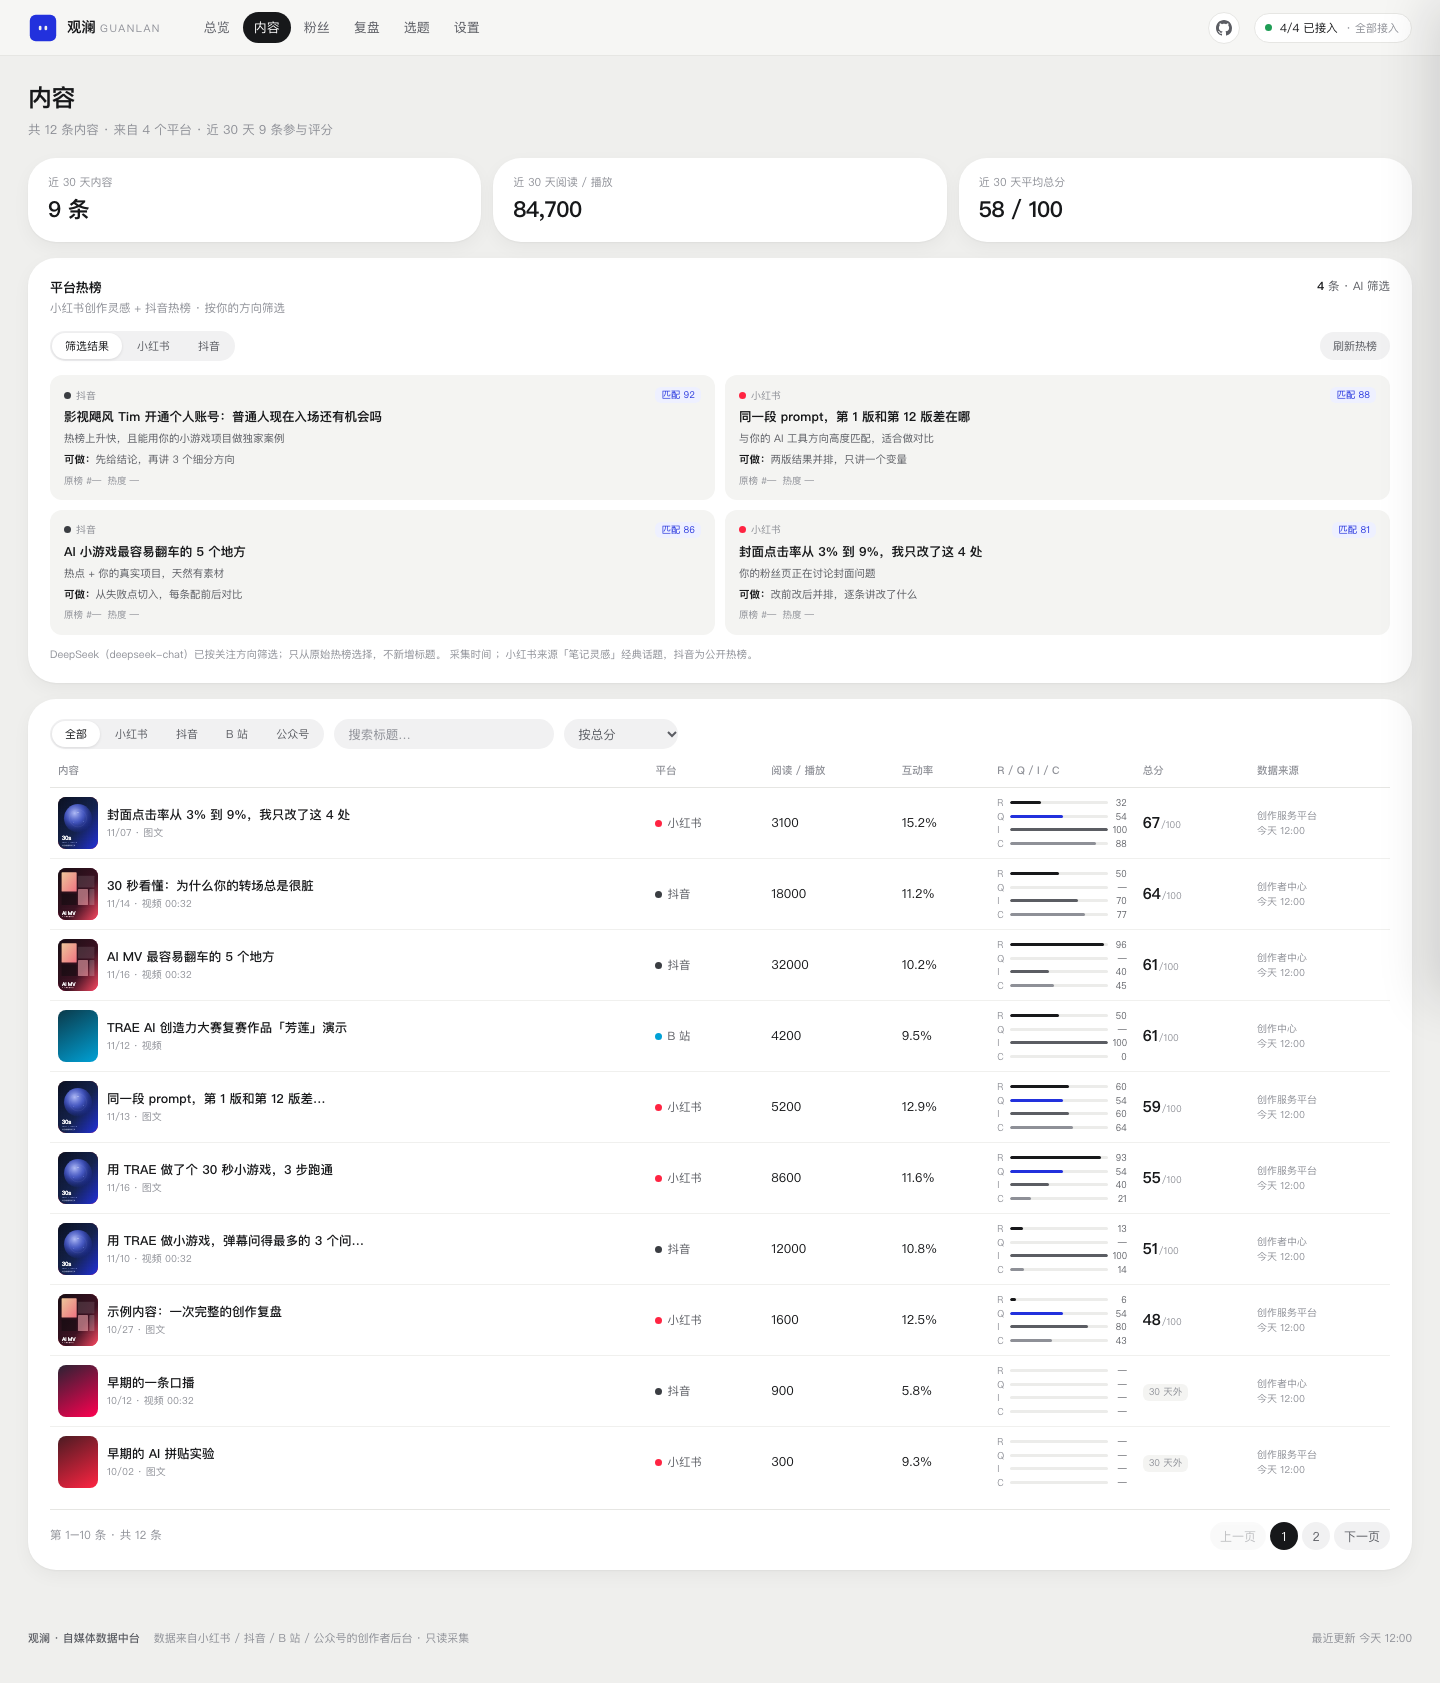 观澜 GUANLAN 总览 内容 粉丝 复盘 选题 设置 4/4 已接入 · 全部接入
内容
共 12 条内容 · 来自 4 个平台 · 近 30 天 9 条参与评分
近 30 天内容 近 30 天阅读 / 播放 近 30 天平均总分
9 条 84,700 58 / 100
平台热榜 4 条 · AI 筛选
小红书创作灵感 + 抖音热榜 · 按你的方向筛选
筛选结果 小红书 抖音 刷新热榜
抖音 匹配 92
影视飓风 Tim 开通个人账号：普通人现在入场还有机会吗
热榜上升快，且能用你的小游戏项目做独家案例
可做：先给结论，再讲 3 个细分方向
原榜 #— 热度 —
小红书 匹配 88
同一段 prompt，第 1 版和第 12 版差在哪
与你的 AI 工具方向高度匹配，适合做对比
可做：两版结果并排，只讲一个变量
原榜 #— 热度 —
抖音 匹配 86
AI 小游戏最容易翻车的 5 个地方
热点 + 你的真实项目，天然有素材
可做：从失败点切入，每条配前后对比
原榜 #— 热度 —
小红书 匹配 81
封面点击率从 3% 到 9%，我只改了这 4 处
你的粉丝页正在讨论封面问题
可做：改前改后并排，逐条讲改了什么
原榜 #— 热度 —
DeepSeek（deepseek-chat）已按关注方向筛选；只从原始热榜选择，不新增标题。 采集时间 ； 小红书来源「笔记灵感」经典话题，抖音为公开热榜。
全部 小红书 抖音 B 站 公众号 搜索标题... 按总分
内容 平台 阅读 / 播放 互动率 R / Q / I / C 总分 数据来源
30s
封面点击率从 3% 到 9%，我只改了这 4 处
11/07 · 图文
小红书 3100 15.2%
R 32
Q 54
I 100
C 88
67/100
创作服务平台
今天 12:00
AI MV
30 秒看懂：为什么你的转场总是很脏
11/14 · 视频 00:32
抖音 18000 11.2%
R 50
Q —
I 70
C 77
64/100
创作者中心
今天 12:00
AI MV
AI MV 最容易翻车的 5 个地方
11/16 · 视频 00:32
抖音 32000 10.2%
R 96
Q —
I 40
C 45
61/100
创作者中心
今天 12:00
TRAE AI 创造力大赛复赛作品「芳莲」演示
11/12 · 视频
B 站 4200 9.5%
R 50
Q —
I 100
C 0
61/100
创作中心
今天 12:00
30s
同一段 prompt，第 1 版和第 12 版差...
11/13 · 图文
小红书 5200 12.9%
R 60
Q 54
I 60
C 64
59/100
创作服务平台
今天 12:00
30s
用 TRAE 做了个 30 秒小游戏，3 步跑通
11/16 · 图文
小红书 8600 11.6%
R 93
Q 54
I 40
C 21
55/100
创作服务平台
今天 12:00
30s
用 TRAE 做小游戏，弹幕问得最多的 3 个问...
11/10 · 视频 00:32
抖音 12000 10.8%
R 13
Q —
I 100
C 14
51/100
创作者中心
今天 12:00
AI MV
示例内容：一次完整的创作复盘
10/27 · 图文
小红书 1600 12.5%
R 6
Q 54
I 80
C 43
48/100
创作服务平台
今天 12:00
早期的一条口播
10/12 · 视频 00:32
抖音 900 5.8%
R —
Q —
I —
C —
30 天外
创作者中心
今天 12:00
早期的 AI 拼贴实验
10/02 · 图文
小红书 300 9.3%
R —
Q —
I —
C —
30 天外
创作服务平台
今天 12:00
第 1–10 条 · 共 12 条 上一页 1 2 下一页
观澜 · 自媒体数据中台 数据来自小红书 / 抖音 / B 站 / 公众号的创作者后台 · 只读采集 最近更新 今天 12:00